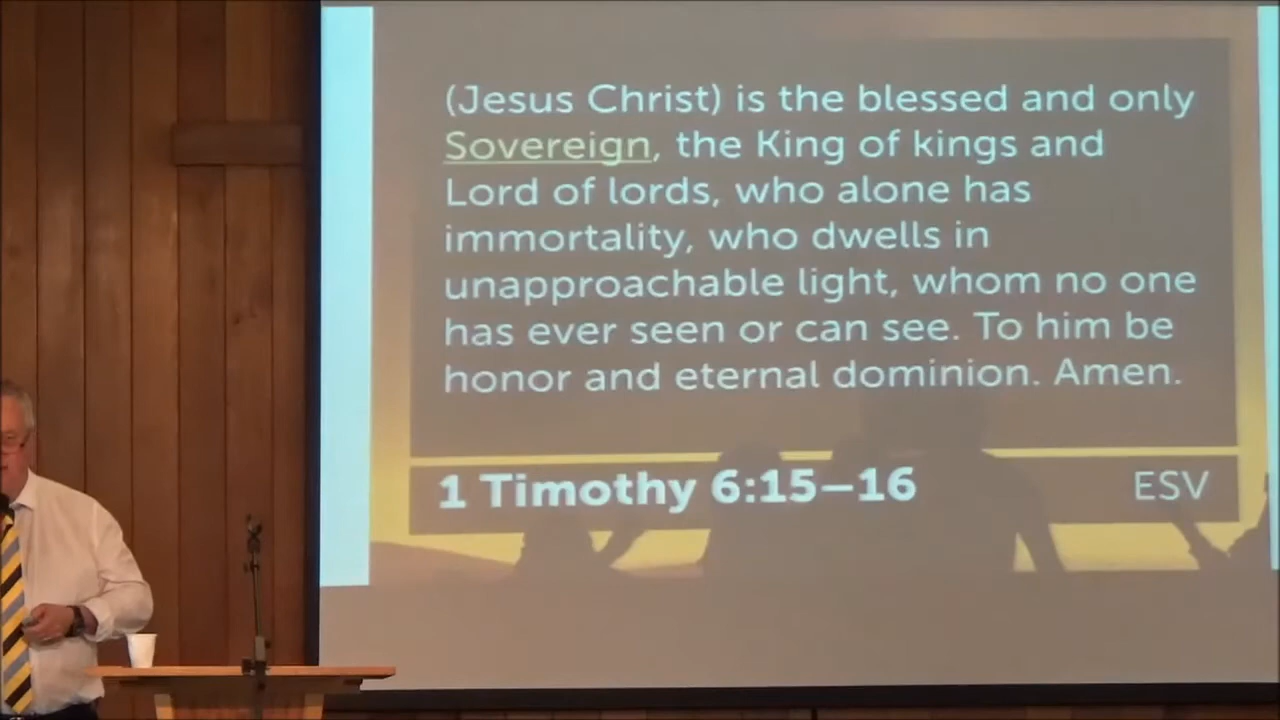 (Jesus Christ) is the blessed and only
Sovereign, the King of kings and
Lord of lords, who alone has
immortality, who dwells in
unapproachable light, whom no one
has ever seen or can see. To him be
honor and eternal dominion. Amen.
1 Timothy 6:15–16 ESV